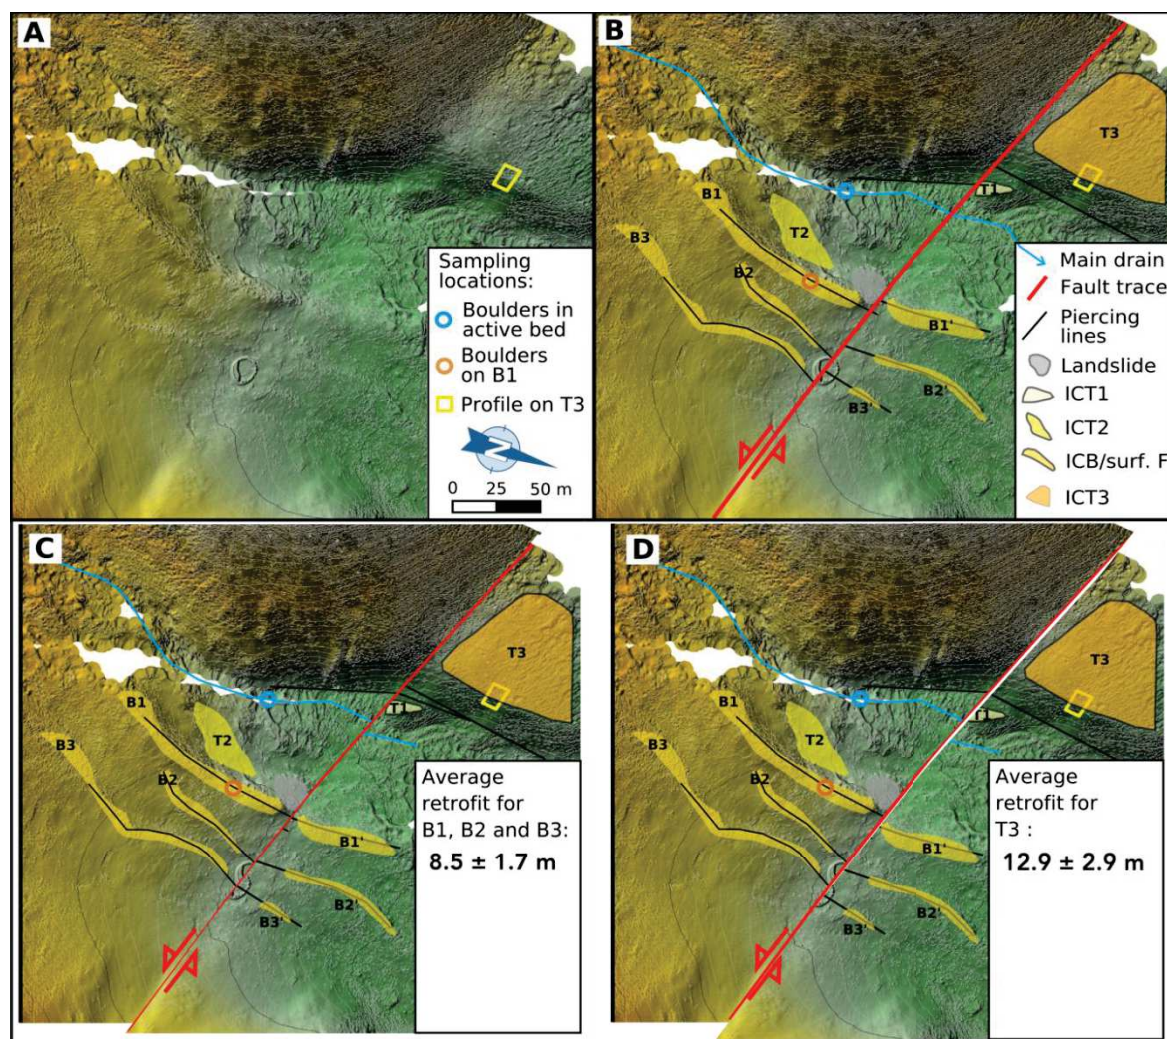 A
Sampling
locations:
Boulders in
active bed
Boulders
on B1
Profile on T3
N
0 25 50 m
B
T3
T1
B1
T2
B3
B2
B1'
B2'
B3'
Main drain
Fault trace
Piercing
lines
Landslide
ICT1
ICT2
ICB/surf. F
ICT3
C
T3
B1
T1
T2
B3
B2
B1'
B2'
B3'
Average
retrofit for
B1, B2 and B3:
8.5 ± 1.7 m
D
T3
B1
T1
T2
B3
B2
B1'
B2'
B3'
Average
retrofit for
T3 :
12.9 ± 2.9 m